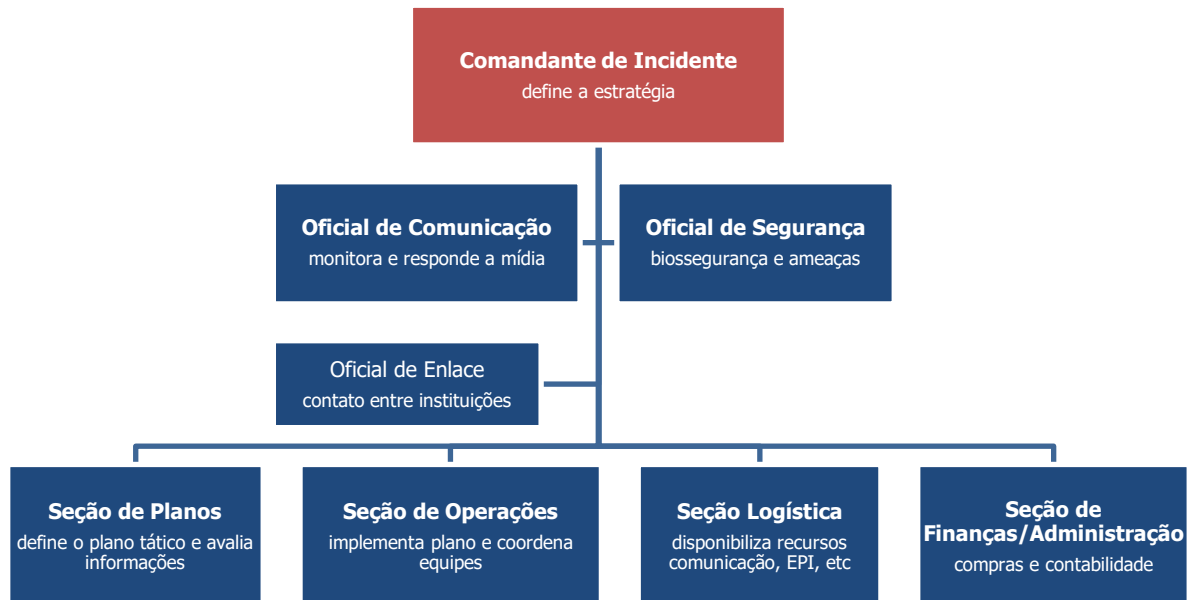 Comandante de Incidente
define a estratégia
Oficial de Comunicação
monitora e responde a mídia
Oficial de Segurança
biossegurança e ameaças
Oficial de Enlace
contato entre instituições
Seção de Planos
define o plano tático e avalia
informações
Seção de Operações
implementa plano e coordena
equipes
Seção Logística
disponibiliza recursos
comunicação, EPI, etc
Seção de
Finanças/Administração
compras e contabilidade